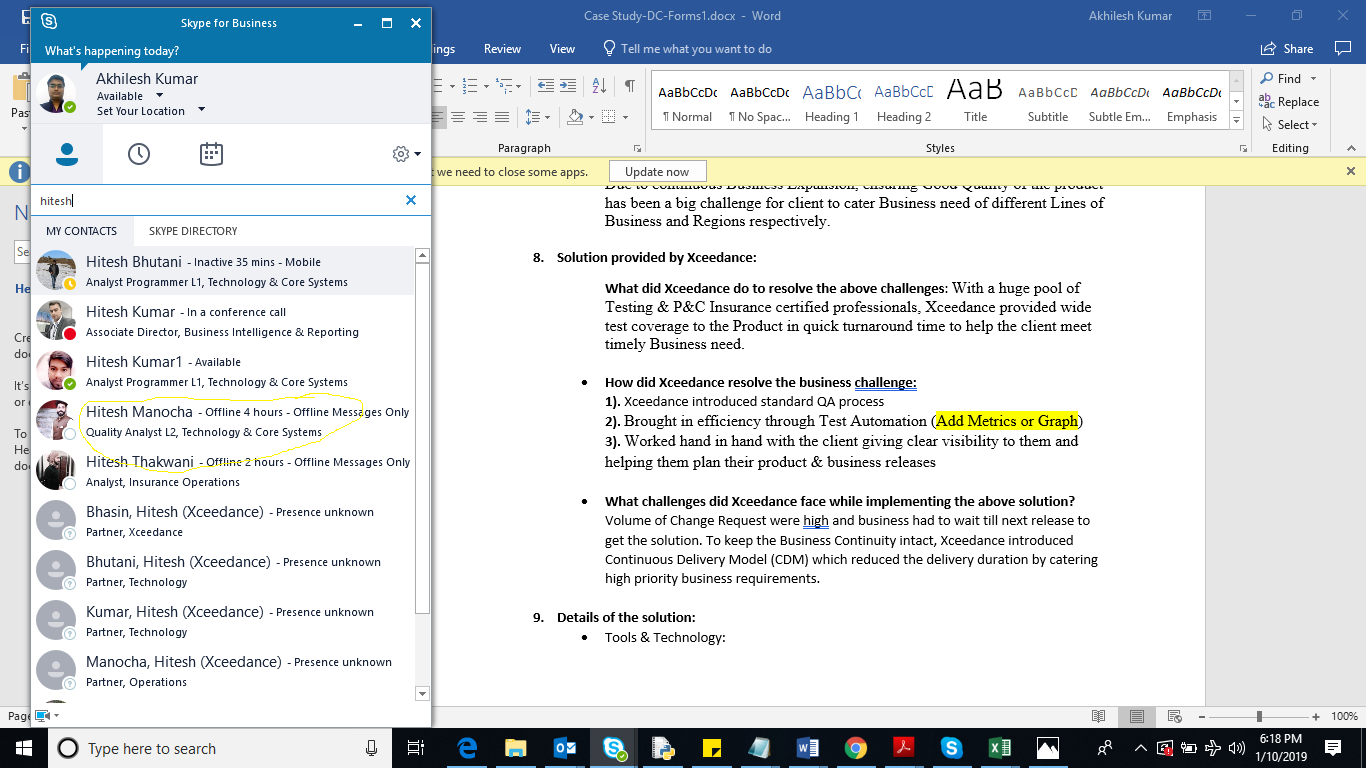 Skype for Business
What's happening today?
Akhilesh Kumar
Available
Set Your Location
hitesh
MY CONTACTS SKYPE DIRECTORY
Hitesh Bhutani - Inactive 35 mins - Mobile
Analyst Programmer L1, Technology & Core Systems
Hitesh Kumar - In a conference call
Associate Director, Business Intelligence & Reporting
Hitesh Kumar1 - Available
Analyst Programmer L1, Technology & Core Systems
Hitesh Manocha - Offline 4 hours - Offline Messages Only
Quality Analyst L2, Technology & Core Systems
Hitesh Thakwani - Offline 2 hours - Offline Messages Only
Analyst, Insurance Operations
Bhasin, Hitesh (Xceedance) - Presence unknown
Partner, Xceedance
Bhutani, Hitesh (Xceedance) - Presence unknown
Partner, Technology
Kumar, Hitesh (Xceedance) - Presence unknown
Partner, Technology
Manocha, Hitesh (Xceedance) - Presence unknown
Partner, Operations
Case Study-DC-Forms1.docx - Word
Akhilesh Kumar
Review View Tell me what you want to do
Share
AaBbCcDc AaBbCcDc AaBbCc AaBbCcD AaB AaBbCcD AaBbCcDc AaBbCcDc
¶ Normal ¶ No Spac... Heading 1 Heading 2 Title Subtitle Subtle Em... Emphasis
Find
Replace
Select
Paragraph Styles Editing
we need to close some apps. Update now
Due to continuous Business Expansion, ensuring Good Quality of the product
has been a big challenge for client to cater Business need of different Lines of
Business and Regions respectively.
8. Solution provided by Xceedance:
What did Xceedance do to resolve the above challenges: With a huge pool of
Testing & P&C Insurance certified professionals, Xceedance provided wide
test coverage to the Product in quick turnaround time to help the client meet
timely Business need.
• How did Xceedance resolve the business challenge:
1). Xceedance introduced standard QA process
2). Brought in efficiency through Test Automation (Add Metrics or Graph)
3). Worked hand in hand with the client giving clear visibility to them and
helping them plan their product & business releases
• What challenges did Xceedance face while implementing the above solution?
Volume of Change Request were high and business had to wait till next release to
get the solution. To keep the Business Continuity intact, Xceedance introduced
Continuous Delivery Model (CDM) which reduced the delivery duration by catering
high priority business requirements.
9. Details of the solution:
• Tools & Technology:
100%
Type here to search
6:18 PM
1/10/2019